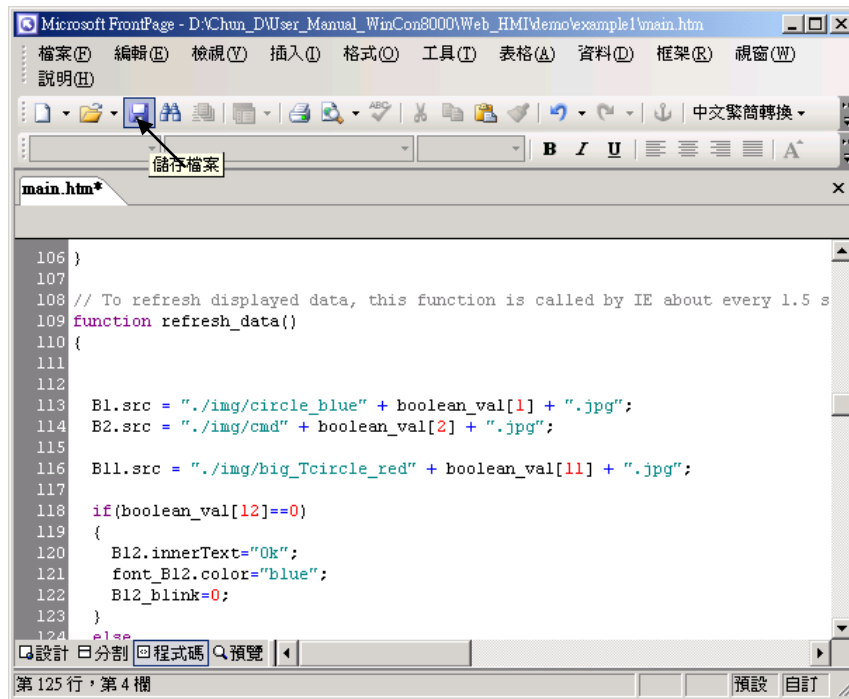 Microsoft FrontPage - D:\Chun_D\User_Manual_WinCon8000\Web_HMI\demo\example1\main.htm
檔案(F) 編輯(E) 檢視(V) 插入(I) 格式(O) 工具(T) 表格(A) 資料(D) 框架(R) 視窗(W)
說明(H)
ABC 中文繁簡轉換
B I U A
儲存檔案
main.htm*
106 }
107
108 // To refresh displayed data, this function is called by IE about every 1.5 s
109 function refresh_data()
110 {
111
112
113 B1.src = "./img/circle_blue" + boolean_val[1] + ".jpg";
114 B2.src = "./img/cmd" + boolean_val[2] + ".jpg";
115
116 B11.src = "./img/big_Tcircle_red" + boolean_val[11] + ".jpg";
117
118 if(boolean_val[12]==0)
119 {
120 B12.innerText="Ok";
121 font_B12.color="blue";
122 B12_blink=0;
123 }
124 else
設計 分割 程式碼 預覽
第 125 行，第 4 欄 預設 自訂